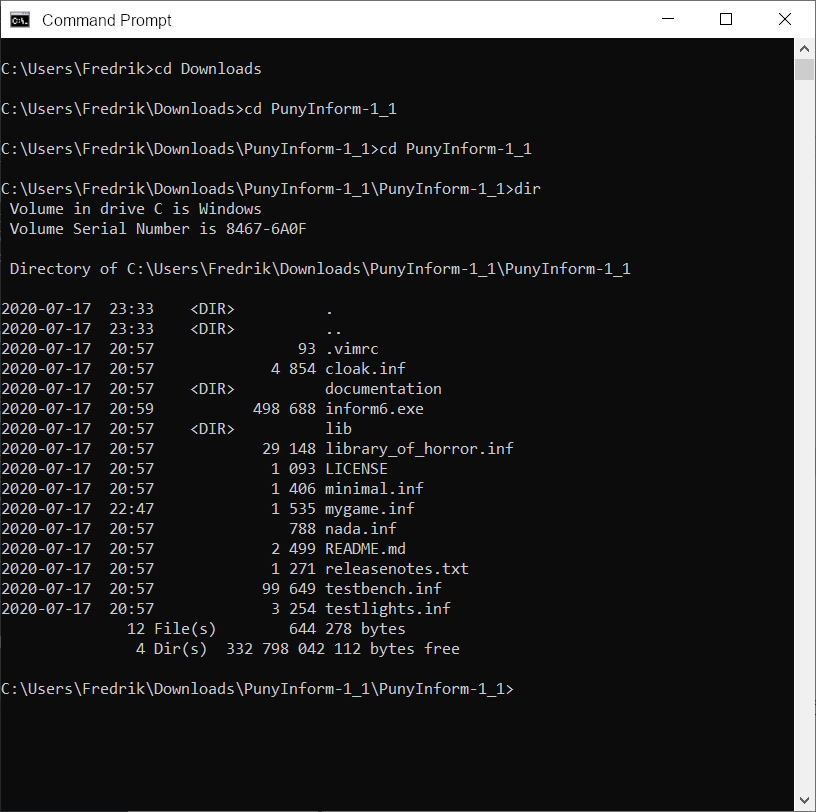 Command Prompt
C:\Users\Fredrik>cd Downloads
C:\Users\Fredrik\Downloads>cd PunyInform-1_1
C:\Users\Fredrik\Downloads\PunyInform-1_1>cd PunyInform-1_1
C:\Users\Fredrik\Downloads\PunyInform-1_1\PunyInform-1_1>dir
 Volume in drive C is Windows
 Volume Serial Number is 8467-6A0F
 Directory of C:\Users\Fredrik\Downloads\PunyInform-1_1\PunyInform-1_1
2020-07-17  23:33    <DIR>          .
2020-07-17  23:33    <DIR>          ..
2020-07-17  20:57                93 .vimrc
2020-07-17  20:57             4 854 cloak.inf
2020-07-17  20:57    <DIR>          documentation
2020-07-17  20:59           498 688 inform6.exe
2020-07-17  20:57    <DIR>          lib
2020-07-17  20:57            29 148 library_of_horror.inf
2020-07-17  20:57             1 093 LICENSE
2020-07-17  20:57             1 406 minimal.inf
2020-07-17  22:47             1 535 mygame.inf
2020-07-17  20:57               788 nada.inf
2020-07-17  20:57             2 499 README.md
2020-07-17  20:57             1 271 releasenotes.txt
2020-07-17  20:57            99 649 testbench.inf
2020-07-17  20:57             3 254 testlights.inf
              12 File(s)        644 278 bytes
               4 Dir(s)  332 798 042 112 bytes free
C:\Users\Fredrik\Downloads\PunyInform-1_1\PunyInform-1_1>